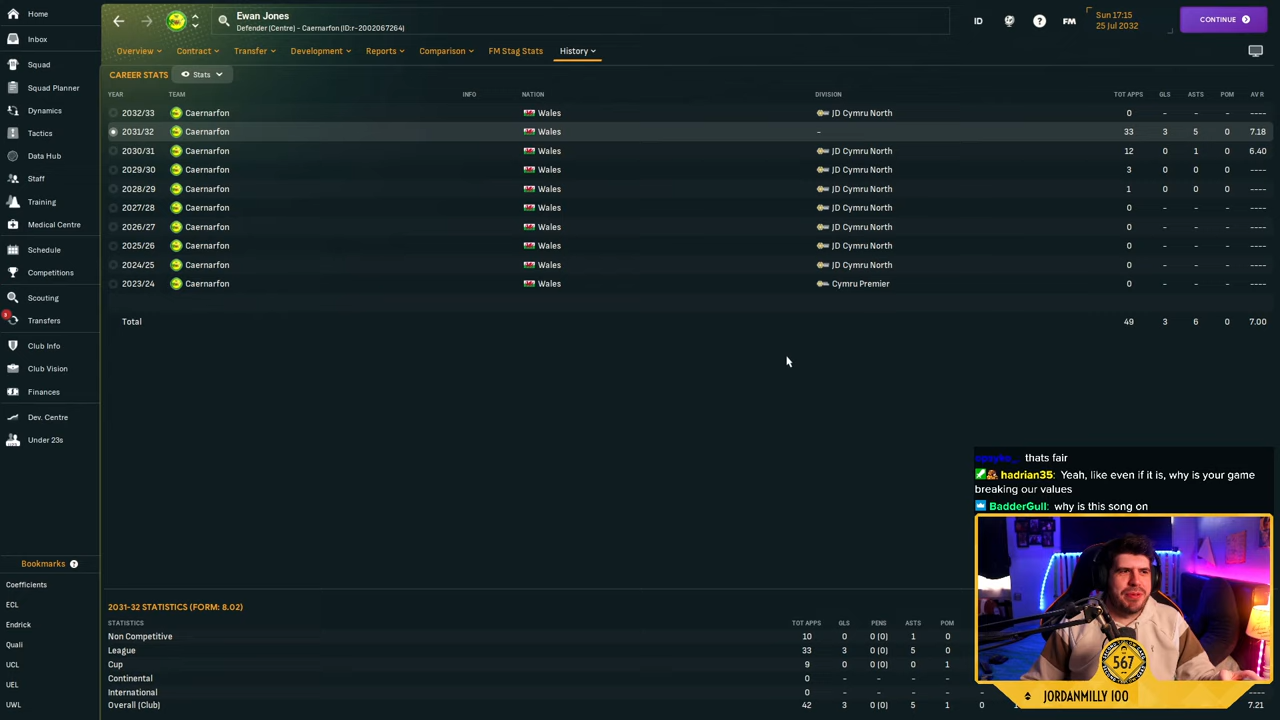 Home
Inbox
Squad
Squad Planner
Dynamics
Tactics
Data Hub
Staff
Training
Medical Centre
Schedule
Competitions
Scouting
3
Transfers
Club Info
Club Vision
Finances
Dev. Centre
Under 23s
Bookmarks ?
Coefficients
ECL
Endrick
Quali
UCL
UEL
UWL
Ewan Jones
Defender (Centre) - Caernarfon (ID:r-2002067264)
ID ? FM
Sun 17:15
25 Jul 2032
CONTINUE
Overview Contract Transfer Development Reports Comparison FM Stag Stats History
CAREER STATS Stats
YEAR TEAM INFO NATION DIVISION TOT APPS GLS ASTS POM AV R
2032/33 Caernarfon Wales JD Cymru North 0 - - - ----
2031/32 Caernarfon Wales - 33 3 5 0 7.18
2030/31 Caernarfon Wales JD Cymru North 12 0 1 0 6.40
2029/30 Caernarfon Wales JD Cymru North 3 0 0 0 ----
2028/29 Caernarfon Wales JD Cymru North 1 0 0 0 ----
2027/28 Caernarfon Wales JD Cymru North 0 - - - ----
2026/27 Caernarfon Wales JD Cymru North 0 - - - ----
2025/26 Caernarfon Wales JD Cymru North 0 - - - ----
2024/25 Caernarfon Wales JD Cymru North 0 - - - ----
2023/24 Caernarfon Wales Cymru Premier 0 - - - ----
Total 49 3 6 0 7.00
2031-32 STATISTICS (FORM: 8.02)
STATISTICS TOT APPS GLS PENS ASTS POM
Non Competitive 10 0 0 (0) 1 0
League 33 3 0 (0) 5 0
Cup 9 0 0 (0) 0 1
Continental 0 - - - -
International 0 - - - -
Overall (Club) 42 3 0 (0) 5 1 0 7.21
thats fair
hadrian35: Yeah, like even if it is, why is your game
breaking our values
BadderGull: why is this song on
567
JORDANMILLY 100